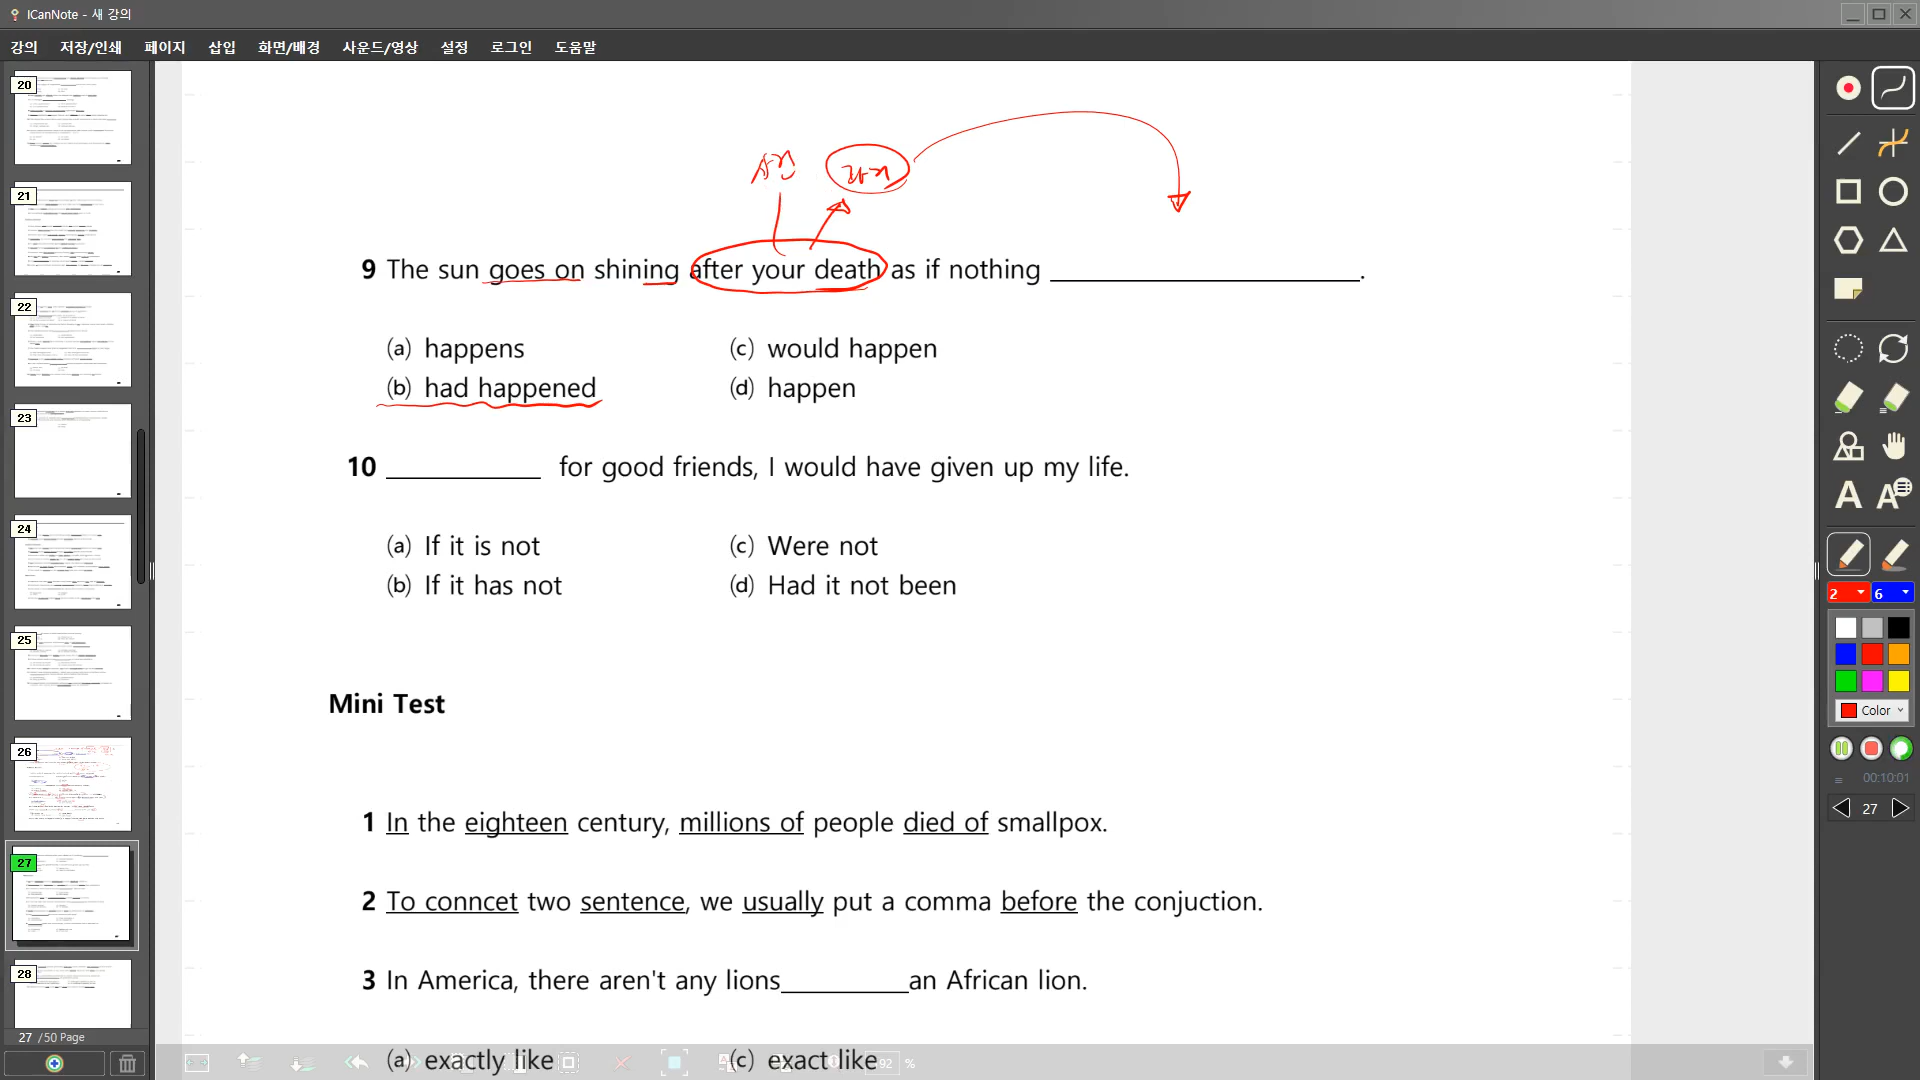 ICanNote - 새 강의
강의 저장/인쇄 페이지 삽입 화면/배경 사운드/영상 설정 로그인 도움말
20
21
22
23
24
25
26
27
28
27 /50 Page
사건 과거
9 The sun goes on shining after your death as if nothing ____________.
(a) happens (c) would happen
(b) had happened (d) happen
10 ____________ for good friends, I would have given up my life.
(a) If it is not (c) Were not
(b) If it has not (d) Had it not been
Mini Test
1 In the eighteen century, millions of people died of smallpox.
2 To conncet two sentence, we usually put a comma before the conjuction.
3 In America, there aren't any lions__________an African lion.
(a) exactly like (c) exact like
92 %
A A
2 6
Color
00:10:01
27